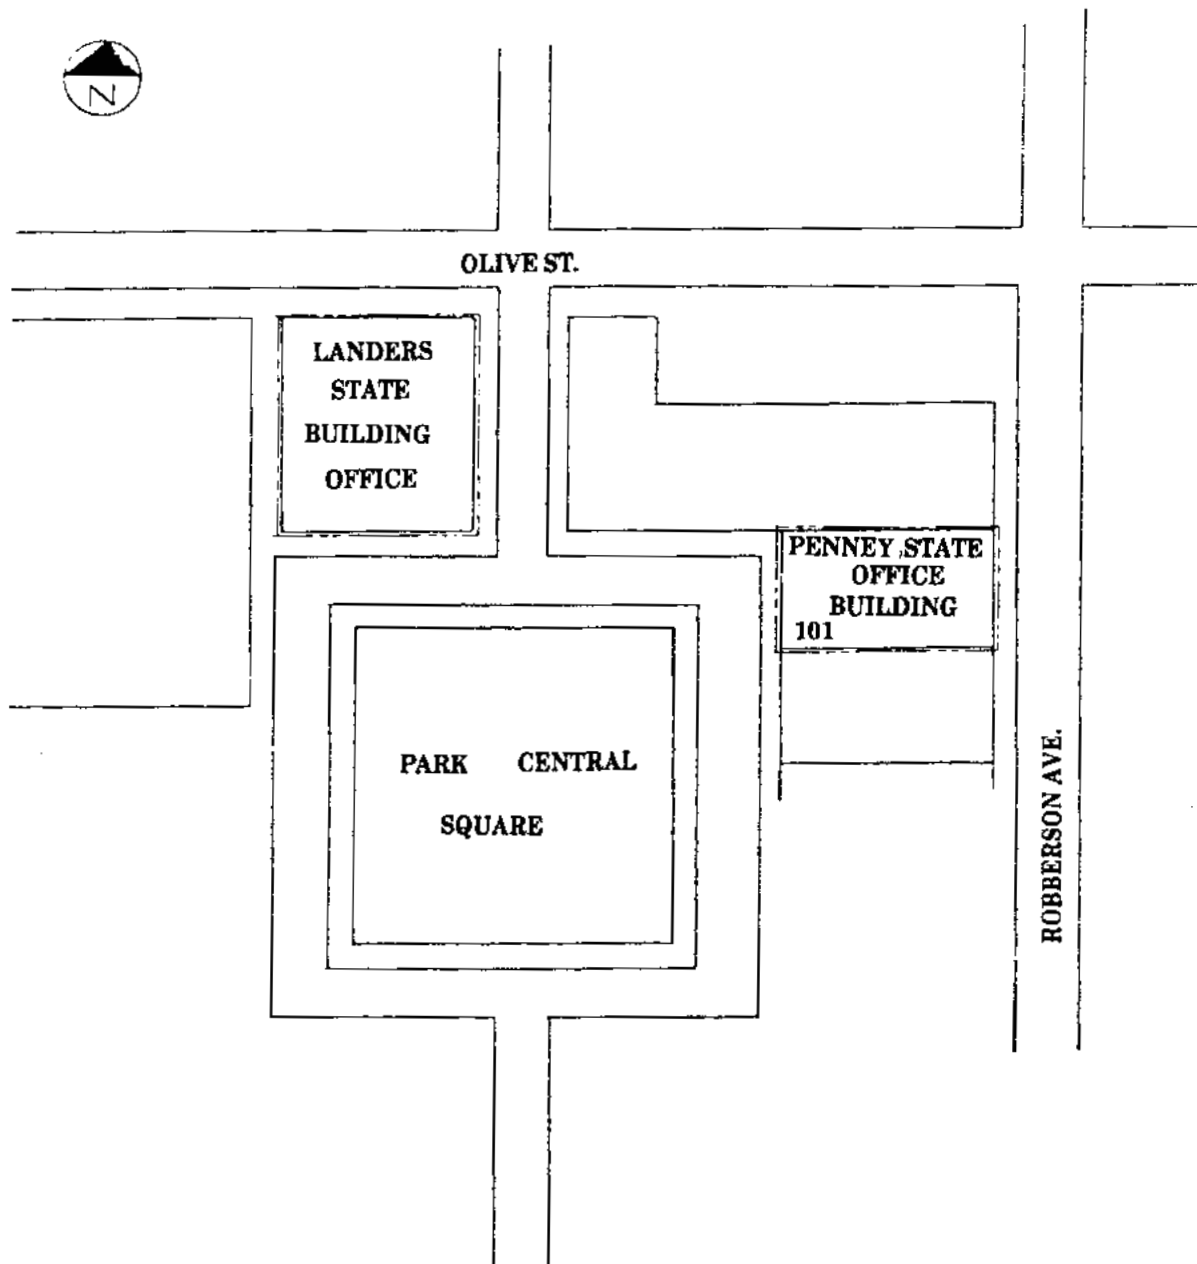 N
OLIVE ST.
LANDERS
STATE
BUILDING
OFFICE
PENNEY STATE
OFFICE
BUILDING
101
PARK CENTRAL
SQUARE
ROBBERSON AVE.